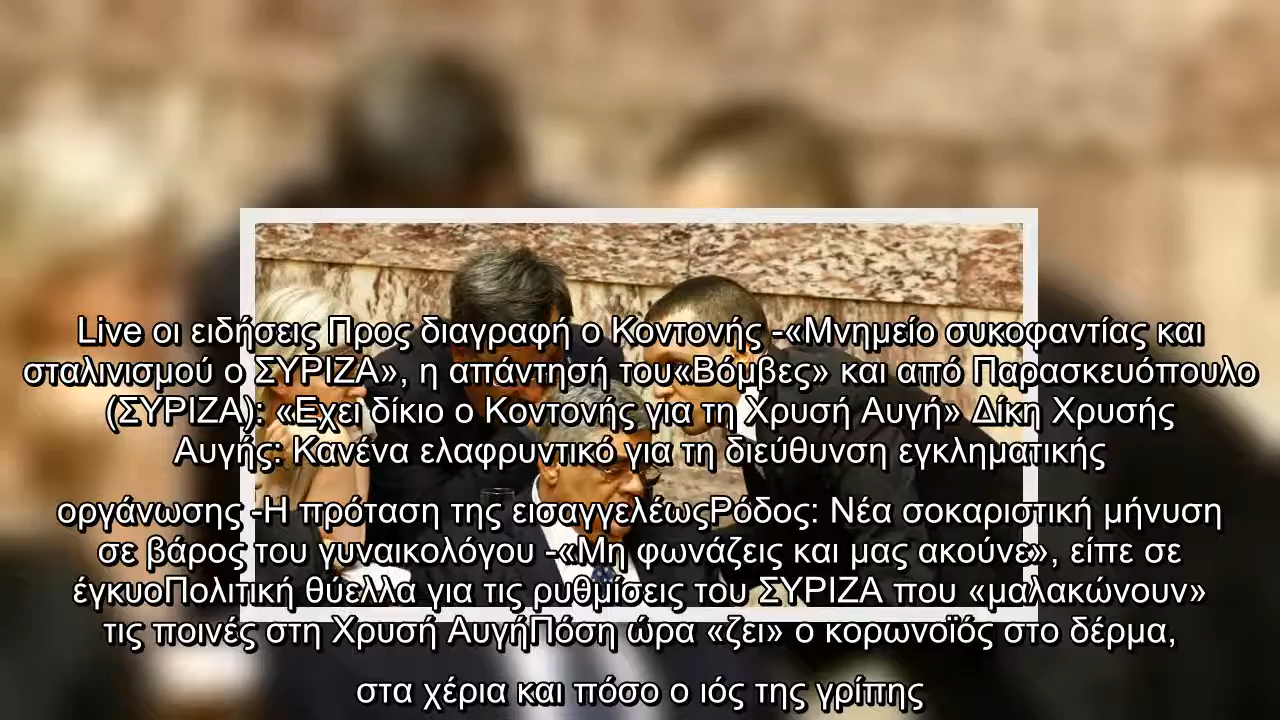 Live οι ειδήσεις Προς διαγραφή ο Κοντονής -«Μνημείο συκοφαντίας και
σταλινισμού ο ΣΥΡΙΖΑ», η απάντησή του«Βόμβες» και από Παρασκευόπουλο
(ΣΥΡΙΖΑ): «Εχει δίκιο ο Κοντονής για τη Χρυσή Αυγή» Δίκη Χρυσής
Αυγής: Κανένα ελαφρυντικό για τη διεύθυνση εγκληματικής
οργάνωσης -Η πρόταση της εισαγγελέωςΡόδος: Νέα σοκαριστική μήνυση
σε βάρος του γυναικολόγου -«Μη φωνάζεις και μας ακούνε», είπε σε
έγκυοΠολιτική θύελλα για τις ρυθμίσεις του ΣΥΡΙΖΑ που «μαλακώνουν»
τις ποινές στη Χρυσή ΑυγήΠόση ώρα «ζει» ο κορωνοϊός στο δέρμα,
στα χέρια και πόσο ο ιός της γρίπης